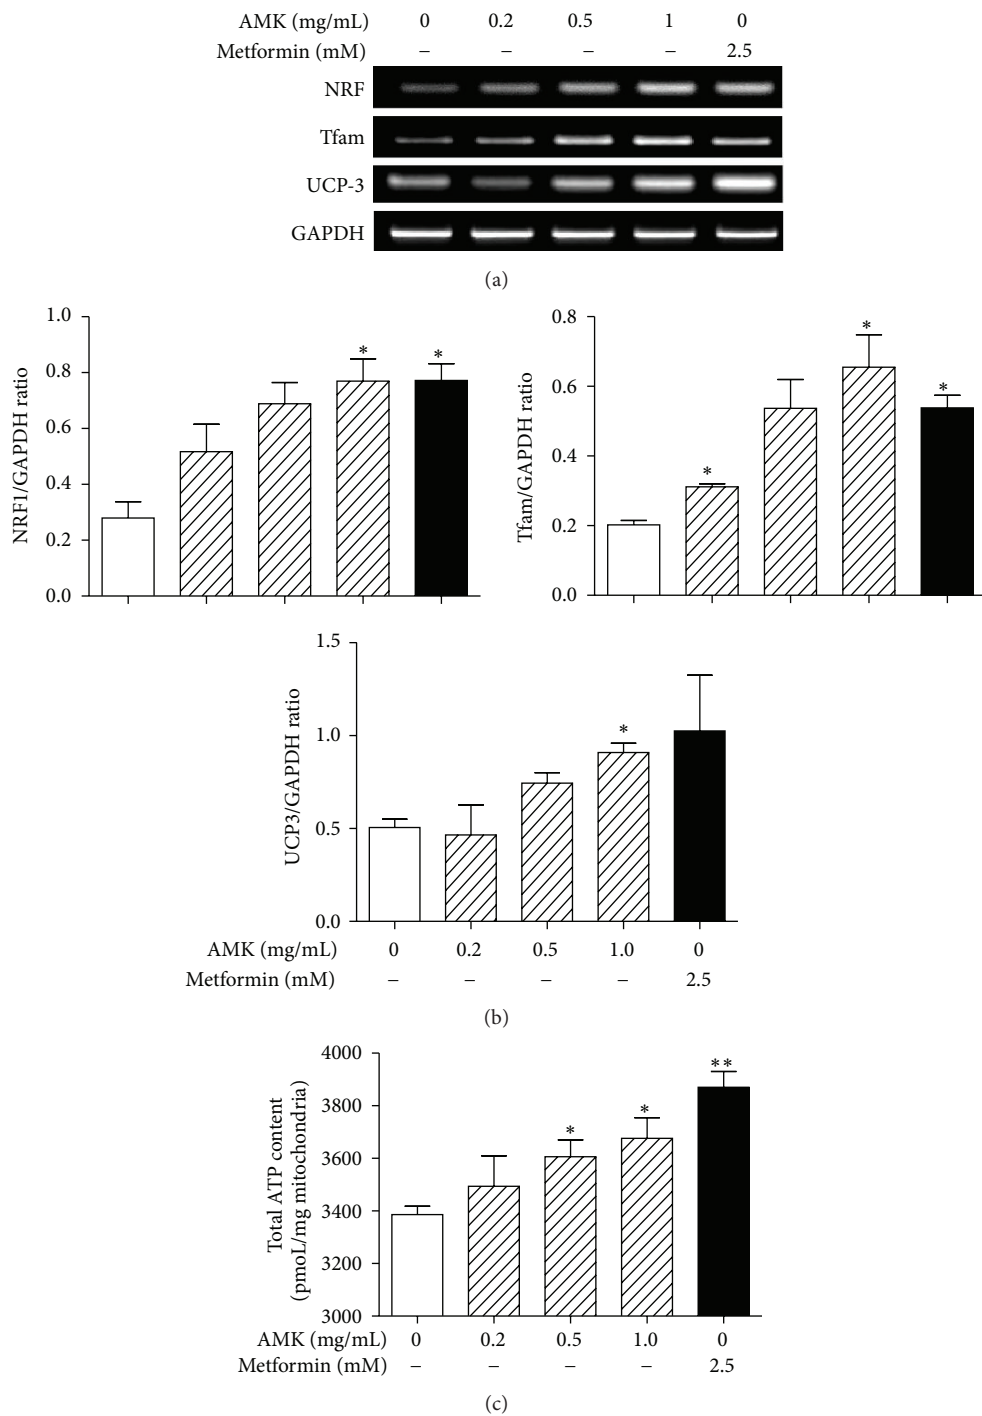 AMK (mg/mL) 0 0.2 0.5 1 0
Metformin (mM) – – – – 2.5
NRF
Tfam
UCP-3
GAPDH
(a)
NRF1/GAPDH ratio
1.0
0.8
0.6
0.4
0.2
0.0
* *
Tfam/GAPDH ratio
0.8
0.6
0.4
0.2
0.0
* * *
UCP3/GAPDH ratio
1.5
1.0
0.5
0.0
*
AMK (mg/mL) 0 0.2 0.5 1.0 0
Metformin (mM) – – – – 2.5
(b)
Total ATP content
(pmoL/mg mitochondria)
4000
3800
3600
3400
3200
3000
* * **
AMK (mg/mL) 0 0.2 0.5 1.0 0
Metformin (mM) – – – – 2.5
(c)